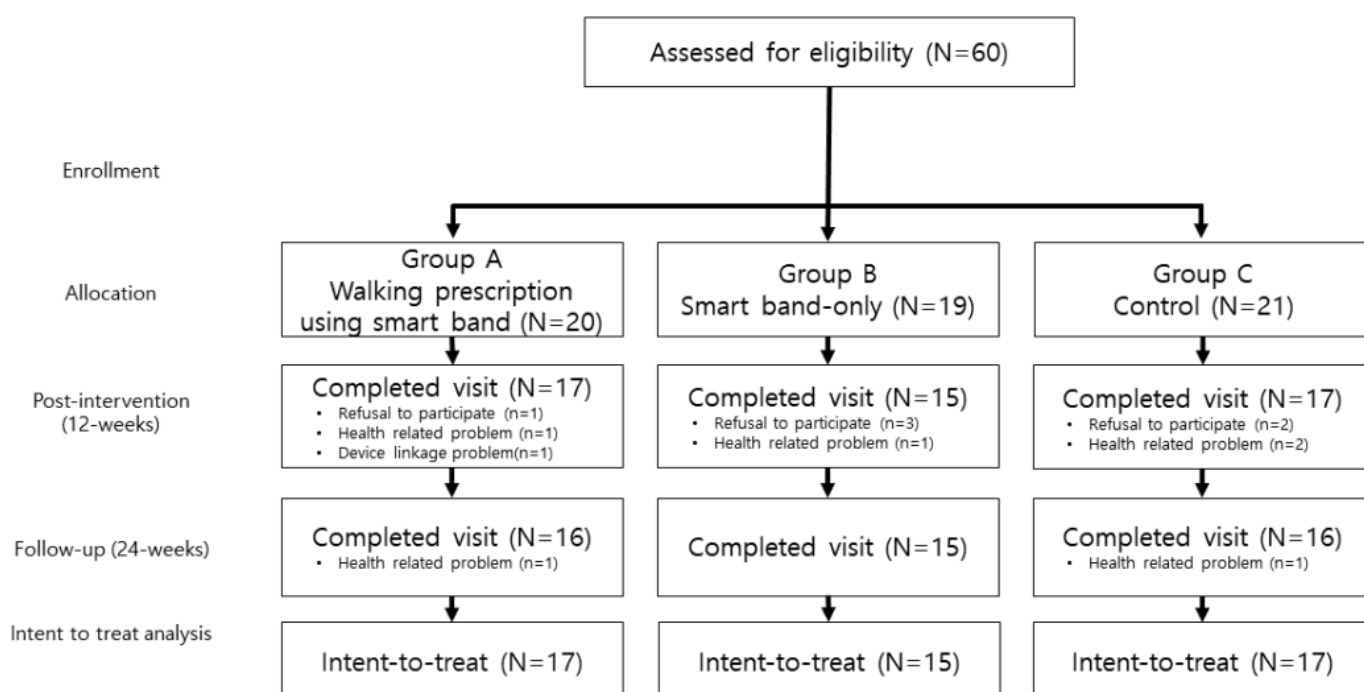 Assessed for eligibility (N=60)
Enrollment
Allocation
Group A
Walking prescription
using smart band (N=20)
Group B
Smart band-only (N=19)
Group C
Control (N=21)
Post-intervention
(12-weeks)
Completed visit (N=17)
• Refusal to participate (n=1)
• Health related problem (n=1)
• Device linkage problem(n=1)
Completed visit (N=15)
• Refusal to participate (n=3)
• Health related problem (n=1)
Completed visit (N=17)
• Refusal to participate (n=2)
• Health related problem (n=2)
Follow-up (24-weeks)
Completed visit (N=16)
• Health related problem (n=1)
Completed visit (N=15)
Completed visit (N=16)
• Health related problem (n=1)
Intent to treat analysis
Intent-to-treat (N=17)
Intent-to-treat (N=15)
Intent-to-treat (N=17)